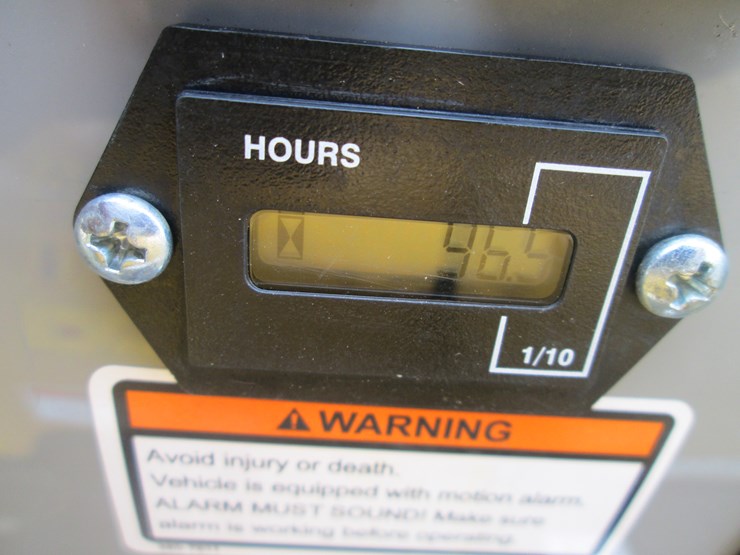 HOURS
96.5
1/10
WARNING
Avoid injury or death.
Vehicle is equipped with motion alarm.
ALARM MUST SOUND! Make sure
alarm is working before operating.